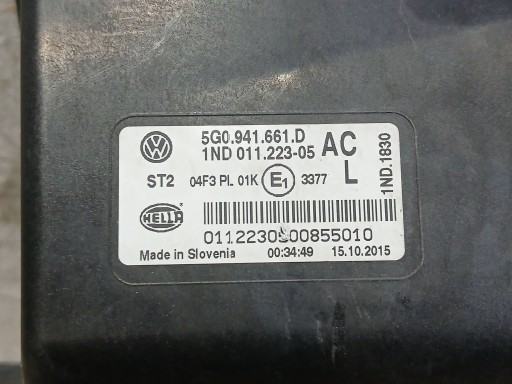 5G0.941.661.D
1ND 011.223-05
AC
L
1ND.1830
ST2 04F3 PL 01K E1 3377
HELLA
0112230500855010
Made in Slovenia 00:34:49 15.10.2015